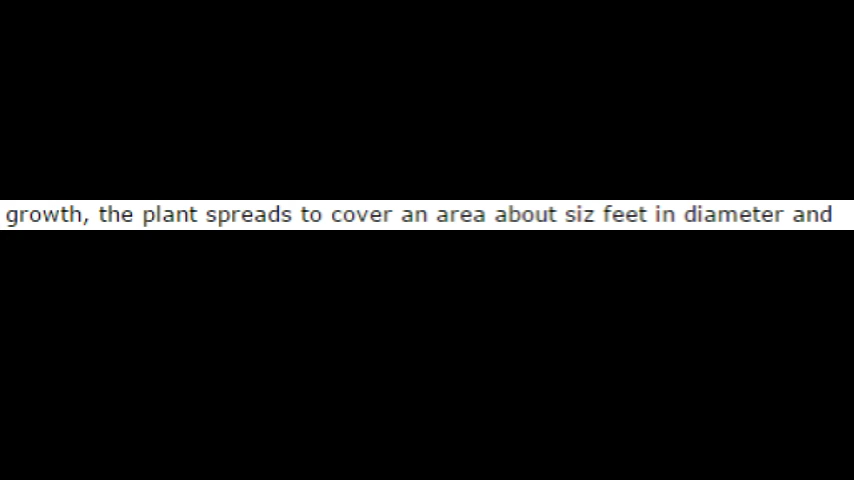 growth, the plant spreads to cover an area about siz feet in diameter and